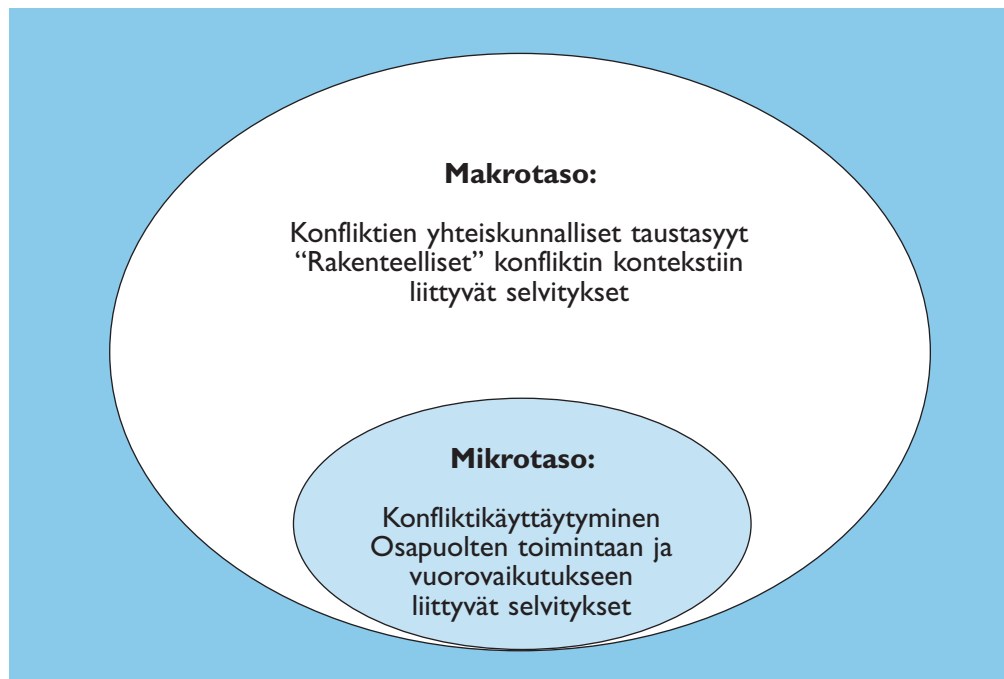 Makrotaso:
Konfliktien yhteiskunnalliset taustasyyt
“Rakenteelliset” konfliktin kontekstiin
liittyvät selvitykset
Mikrotaso:
Konfliktikäyttäytyminen
Osapuolten toimintaan ja
vuorovaikutukseen
liittyvät selvitykset